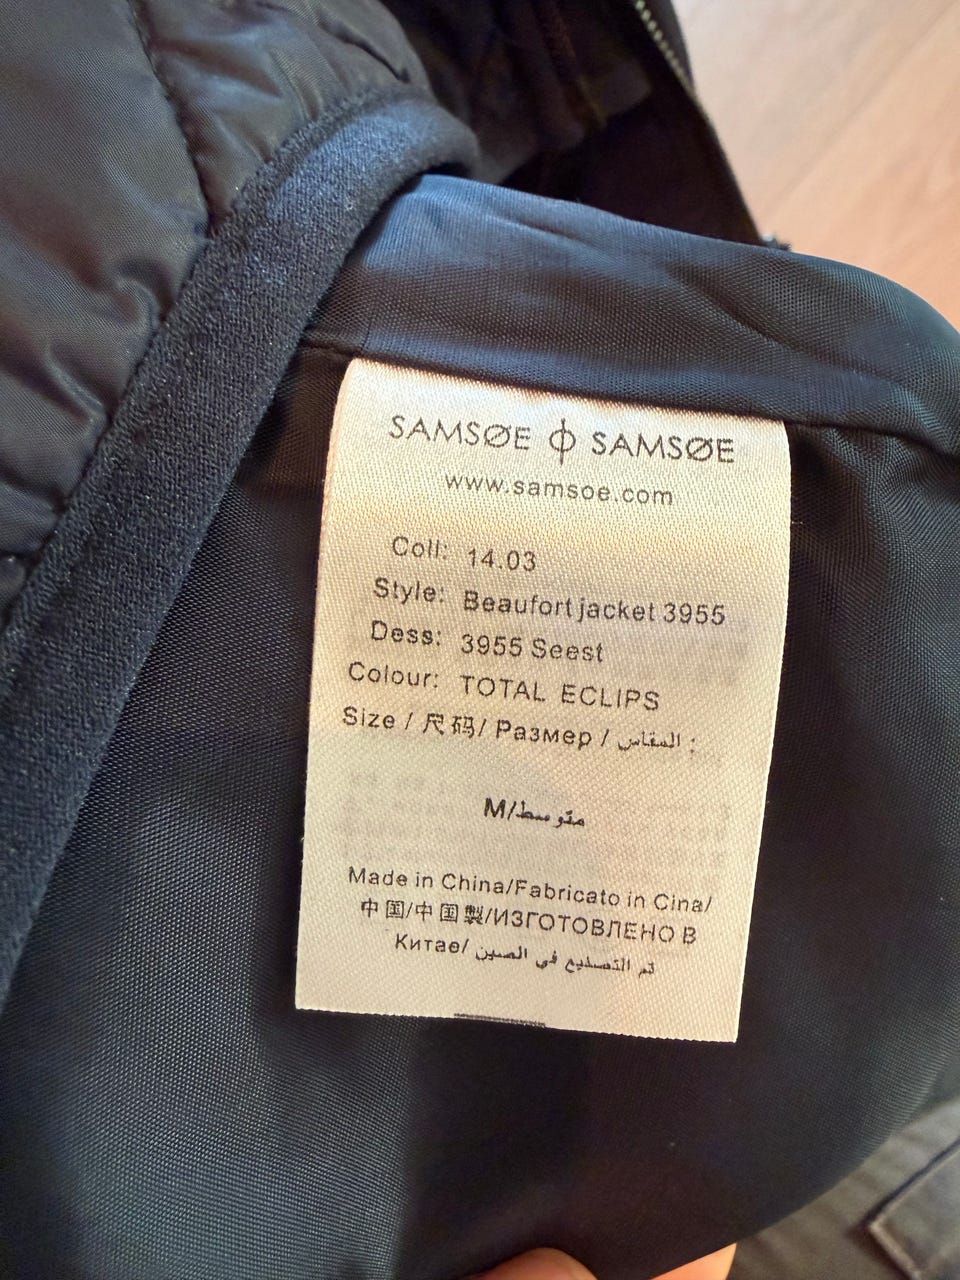 SAMSØE ϕ SAMSØE
www.samsoe.com
Coll: 14.03
Style: Beaufort jacket 3955
Dess: 3955 Seest
Colour: TOTAL ECLIPS
Size / 尺码/ Размер / المقاس :
M/متوسط
Made in China/Fabricato in Cina/
中国/中国製/ИЗГОТОВЛЕНО В
Китае/ تم التصنيع في الصين